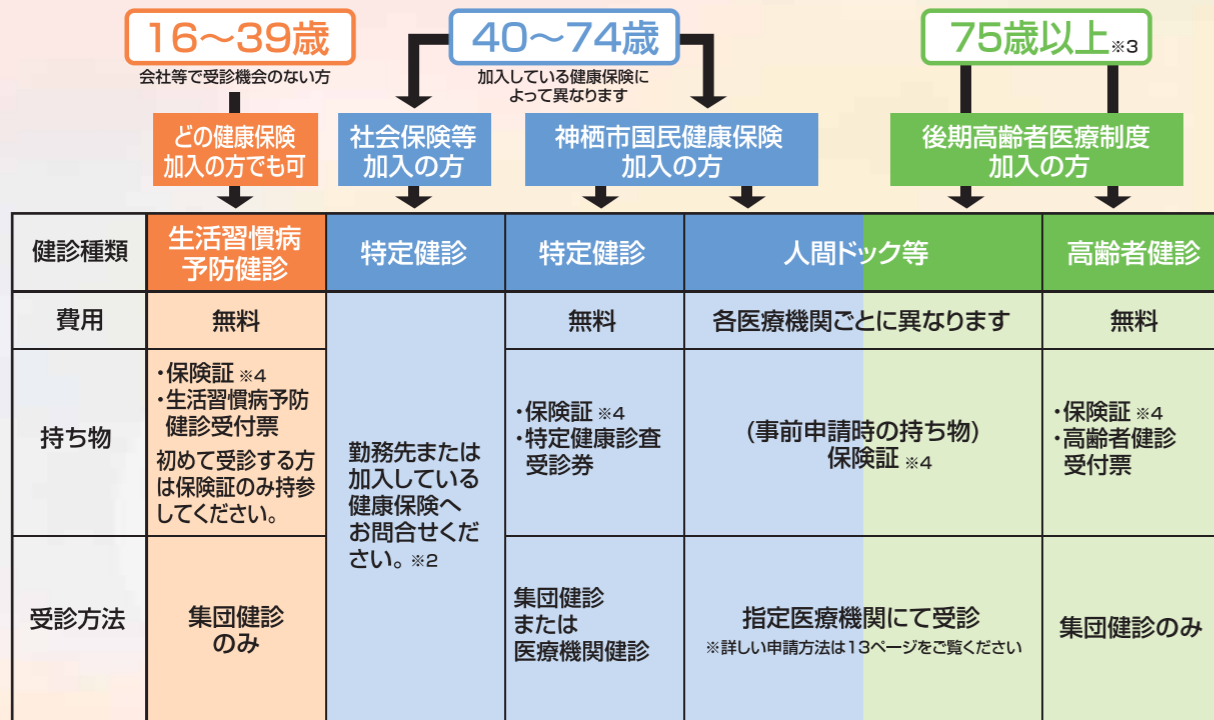 16～39歳
会社等で受診機会のない方
40～74歳
加入している健康保険に
よって異なります
75歳以上※3
どの健康保険
加入の方でも可
社会保険等
加入の方
神栖市国民健康保険
加入の方
後期高齢者医療制度
加入の方
健診種類
生活習慣病
予防健診
特定健診
特定健診
人間ドック等
高齢者健診
費用
無料
無料
各医療機関ごとに異なります
無料
持ち物
・保険証 ※4
・生活習慣病予防
健診受付票
初めて受診する方
は保険証のみ持参
してください。
勤務先または
加入している
健康保険へ
お問合せくだ
さい。※2
・保険証 ※4
・特定健康診査
受診券
(事前申請時の持ち物)
保険証 ※4
・保険証 ※4
・高齢者健診
受付票
受診方法
集団健診
のみ
集団健診
または
医療機関健診
指定医療機関にて受診
※詳しい申請方法は13ページをご覧ください
集団健診のみ